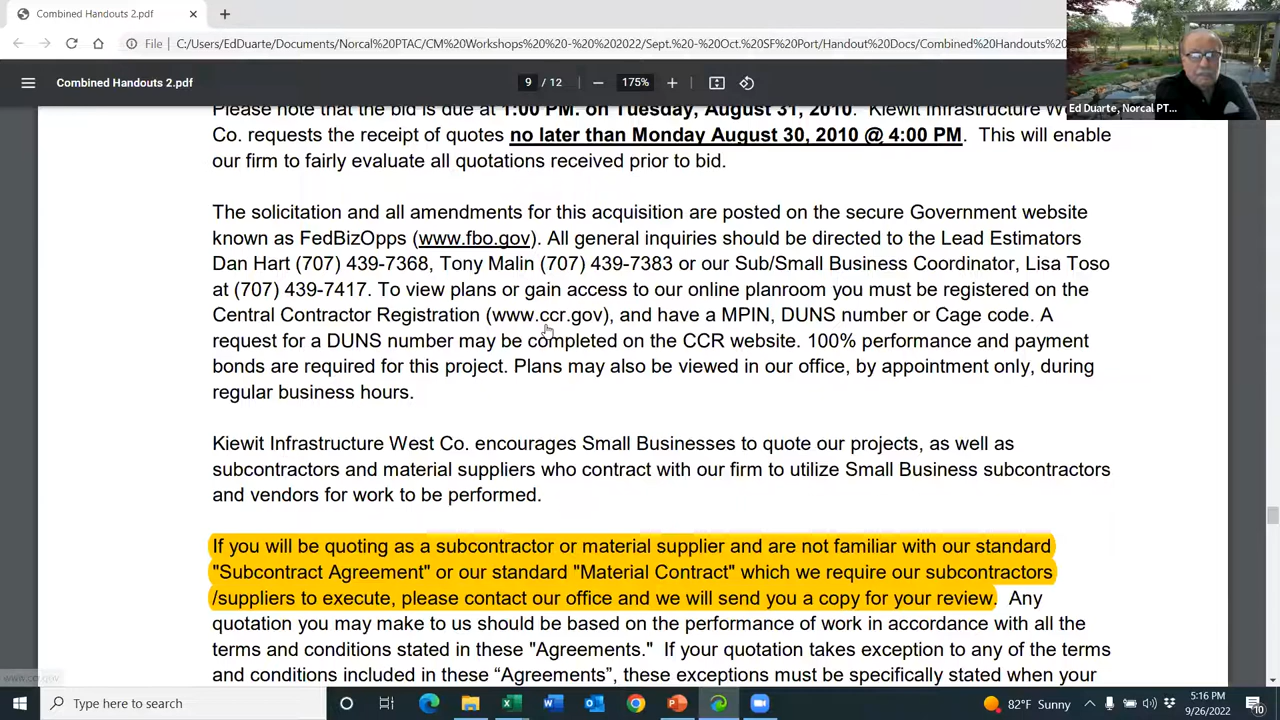 Combined Handouts 2.pdf
File
C:/Users/EdDuarte/Documents/Norcal%20PTAC/CM%20Workshops%20%20-%20%202022/Sept.%20-%20Oct.%20SF%20Port/Handout%20Docs/Combined%20Handouts
Combined Handouts 2.pdf
9 / 12
175%
Ed Duarte, Norcal PT...
Please note that the bid is due at 1:00 PM. on Tuesday, August 31, 2010. Kiewit Infrastructure We
Co. requests the receipt of quotes no later than Monday August 30, 2010 @ 4:00 PM. This will enable
our firm to fairly evaluate all quotations received prior to bid.
The solicitation and all amendments for this acquisition are posted on the secure Government website
known as FedBizOpps (www.fbo.gov). All general inquiries should be directed to the Lead Estimators
Dan Hart (707) 439-7368, Tony Malin (707) 439-7383 or our Sub/Small Business Coordinator, Lisa Toso
at (707) 439-7417. To view plans or gain access to our online planroom you must be registered on the
Central Contractor Registration (www.ccr.gov), and have a MPIN, DUNS number or Cage code. A
request for a DUNS number may be completed on the CCR website. 100% performance and payment
bonds are required for this project. Plans may also be viewed in our office, by appointment only, during
regular business hours.
Kiewit Infrastructure West Co. encourages Small Businesses to quote our projects, as well as
subcontractors and material suppliers who contract with our firm to utilize Small Business subcontractors
and vendors for work to be performed.
If you will be quoting as a subcontractor or material supplier and are not familiar with our standard
"Subcontract Agreement" or our standard "Material Contract" which we require our subcontractors
/suppliers to execute, please contact our office and we will send you a copy for your review. Any
quotation you may make to us should be based on the performance of work in accordance with all the
terms and conditions stated in these "Agreements." If your quotation takes exception to any of the terms
and conditions included in these “Agreements”, these exceptions must be specifically stated when your
www.ccr.gov
Type here to search
82°F Sunny
5:16 PM
9/26/2022
10